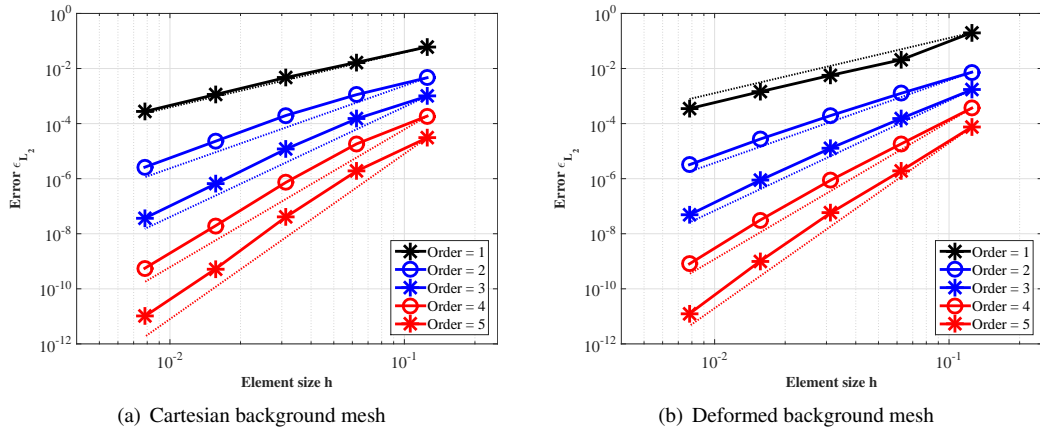 10^0
10^-2
10^-4
10^-6
10^-8
10^-10
10^-12
Error ϵ_L_2
10^-2
10^-1
Element size h
Order = 1
Order = 2
Order = 3
Order = 4
Order = 5
(a) Cartesian background mesh
10^0
10^-2
10^-4
10^-6
10^-8
10^-10
10^-12
Error ϵ_L_2
10^-2
10^-1
Element size h
Order = 1
Order = 2
Order = 3
Order = 4
Order = 5
(b) Deformed background mesh